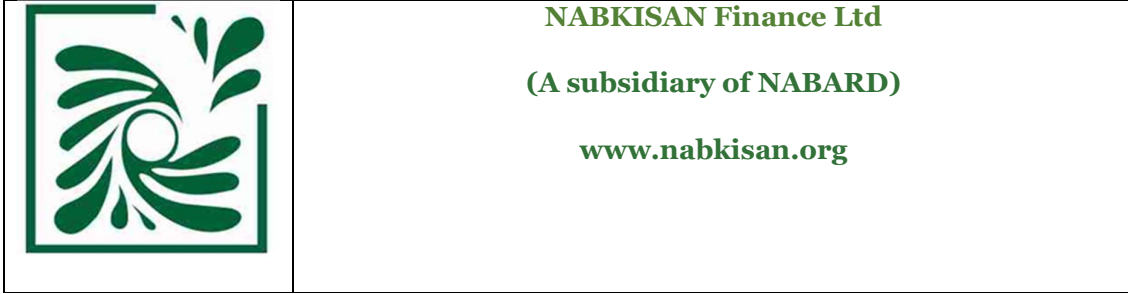 NABKISAN Finance Ltd
(A subsidiary of NABARD)
www.nabkisan.org